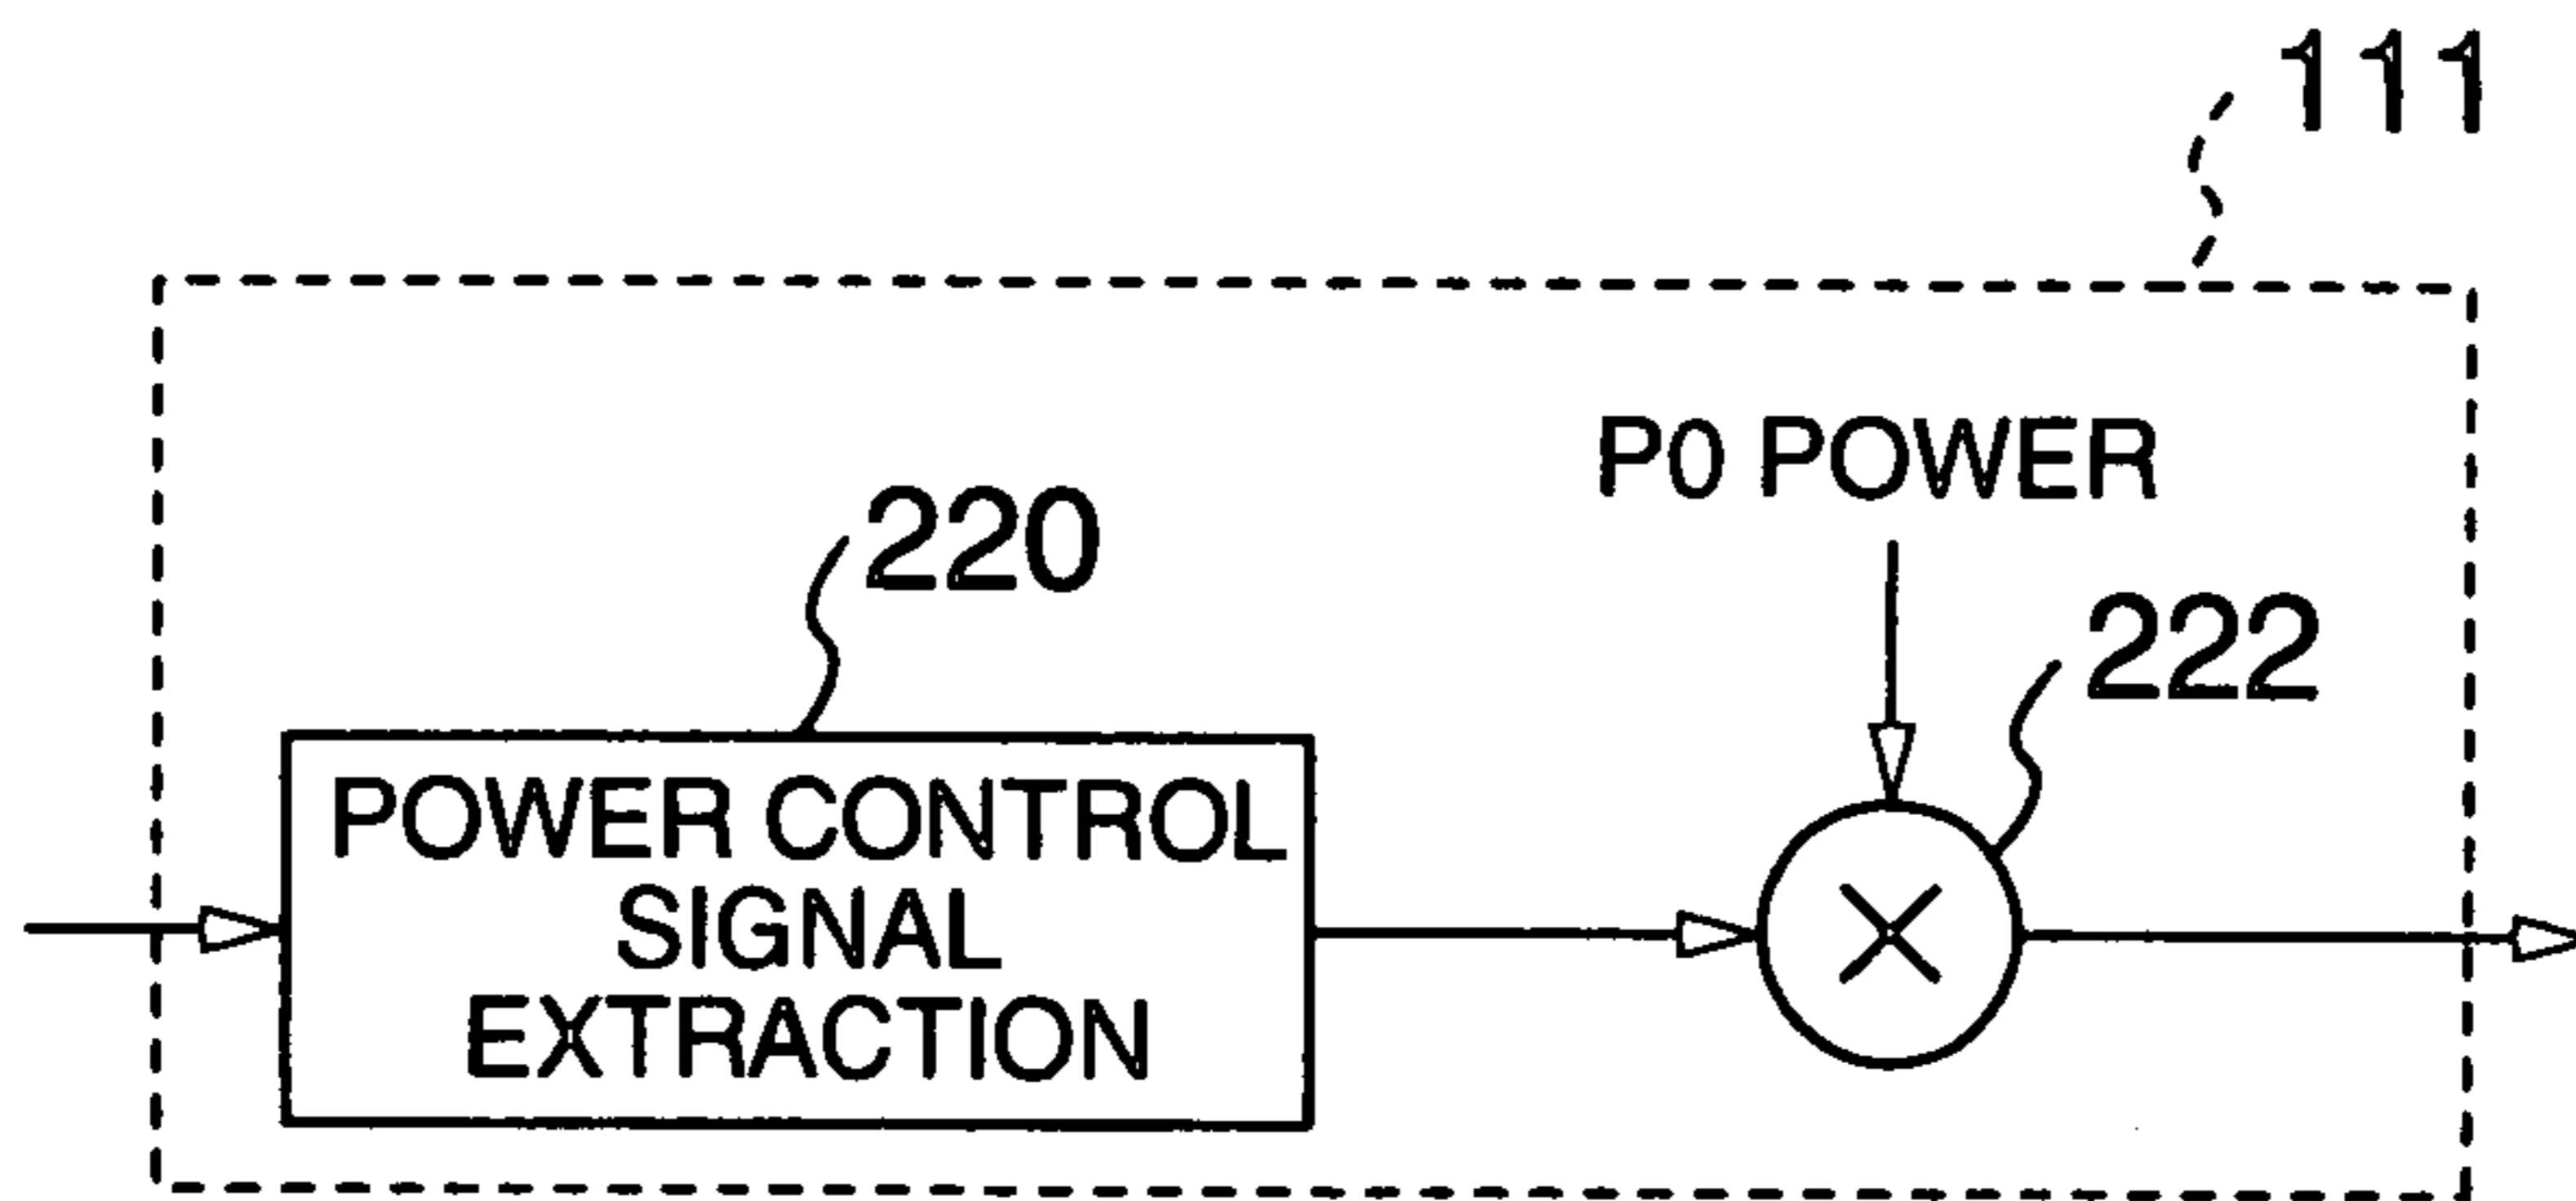 111
P0 POWER
220
222
POWER CONTROL
SIGNAL
EXTRACTION